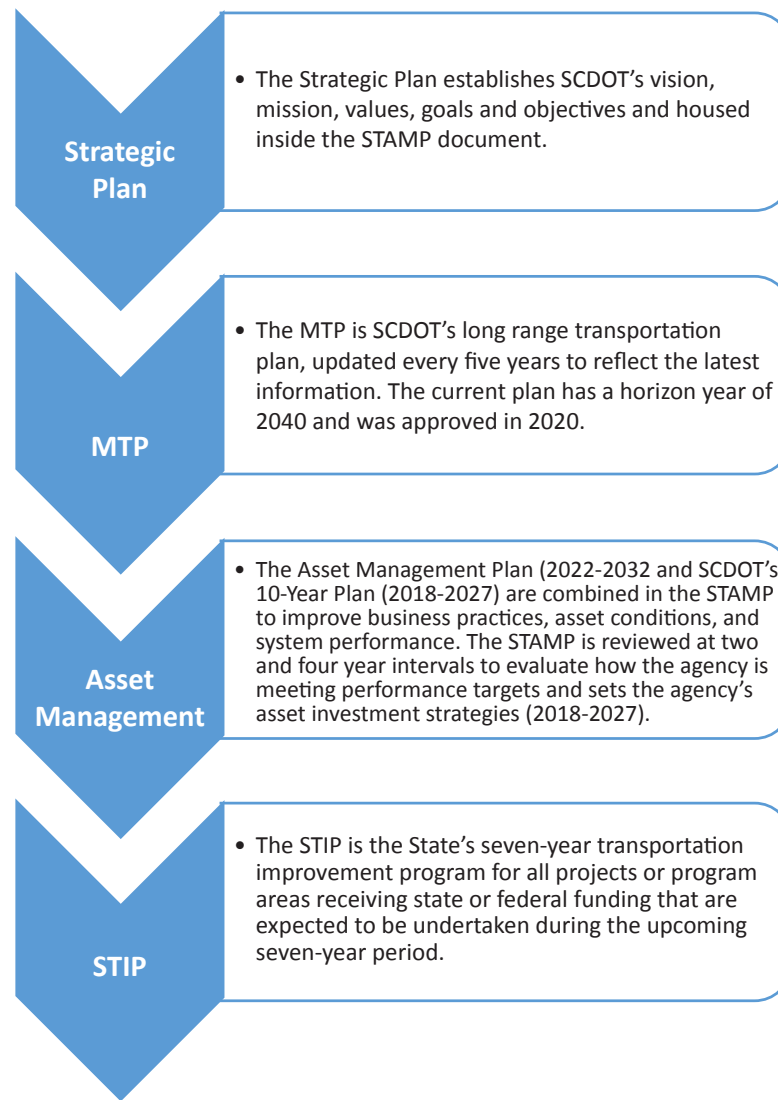 Strategic
Plan
• The Strategic Plan establishes SCDOT’s vision,
mission, values, goals and objectives and housed
inside the STAMP document.
MTP
• The MTP is SCDOT’s long range transportation
plan, updated every five years to reflect the latest
information. The current plan has a horizon year of
2040 and was approved in 2020.
Asset
Management
• The Asset Management Plan (2022-2032 and SCDOT’s
10-Year Plan (2018-2027) are combined in the STAMP
to improve business practices, asset conditions, and
system performance. The STAMP is reviewed at two
and four year intervals to evaluate how the agency is
meeting performance targets and sets the agency’s
asset investment strategies (2018-2027).
STIP
• The STIP is the State’s seven-year transportation
improvement program for all projects or program
areas receiving state or federal funding that are
expected to be undertaken during the upcoming
seven-year period.